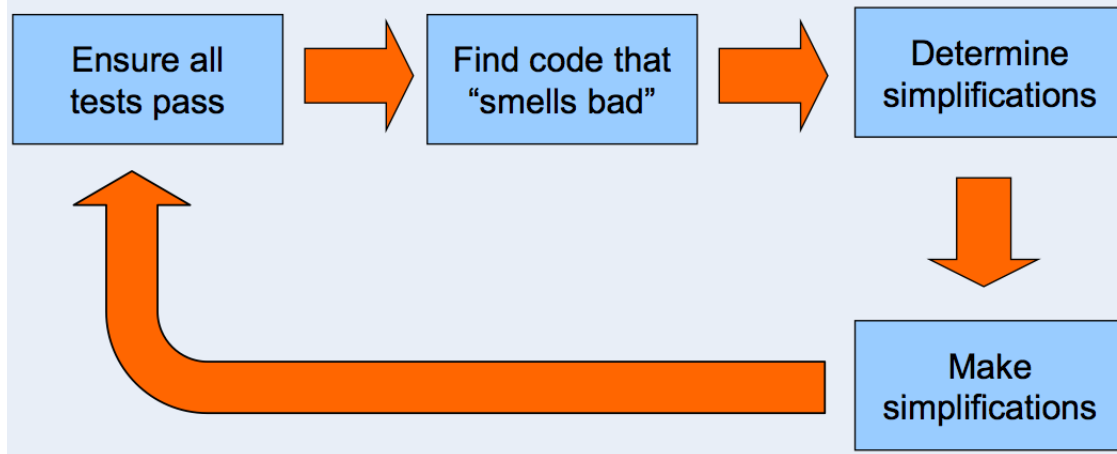 Ensure all
tests pass
Find code that
“smells bad”
Determine
simplifications
Make
simplifications